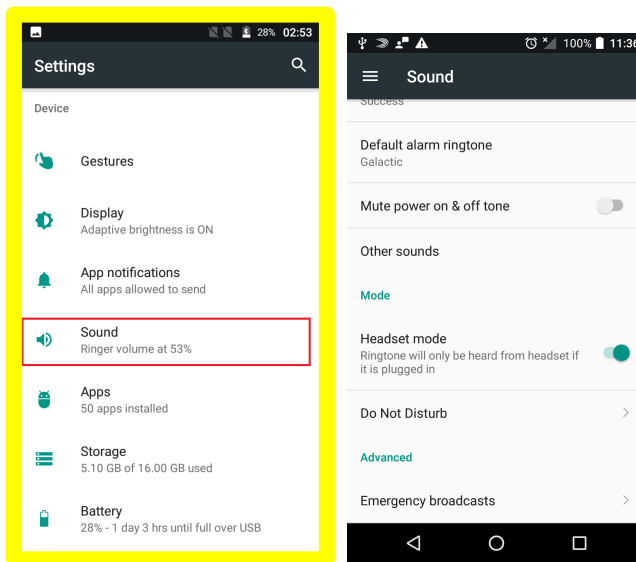 28% 02:53
Settings
Device
Gestures
Display
Adaptive brightness is ON
App notifications
All apps allowed to send
Sound
Ringer volume at 53%
Apps
50 apps installed
Storage
5.10 GB of 16.00 GB used
Battery
28% - 1 day 3 hrs until full over USB
100% 11:36
Sound
Success
Default alarm ringtone
Galactic
Mute power on & off tone
Other sounds
Mode
Headset mode
Ringtone will only be heard from headset if
it is plugged in
Do Not Disturb
Advanced
Emergency broadcasts